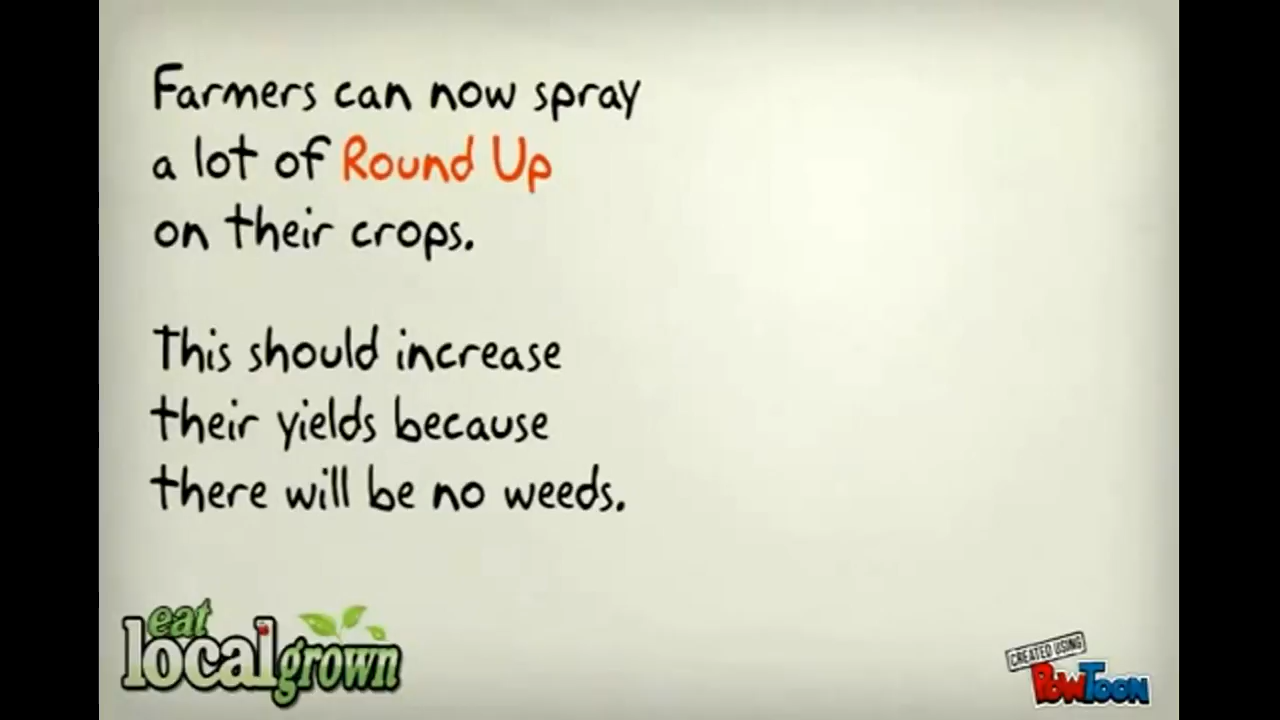 Farmers can now spray
a lot of Round Up
on their crops.
This should increase
their yields because
there will be no weeds.
eat
local grown
CREATED USING
POWTOON